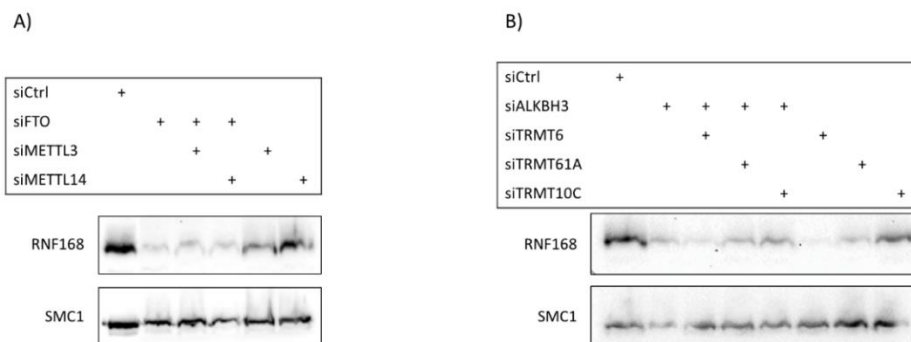 A)
siCtrl +
siFTO + + +
siMETTL3 + +
siMETTL14 + +
RNF168
SMC1
B)
siCtrl +
siALKBH3 + + + +
siTRMT6 + +
siTRMT61A + +
siTRMT10C + +
RNF168
SMC1